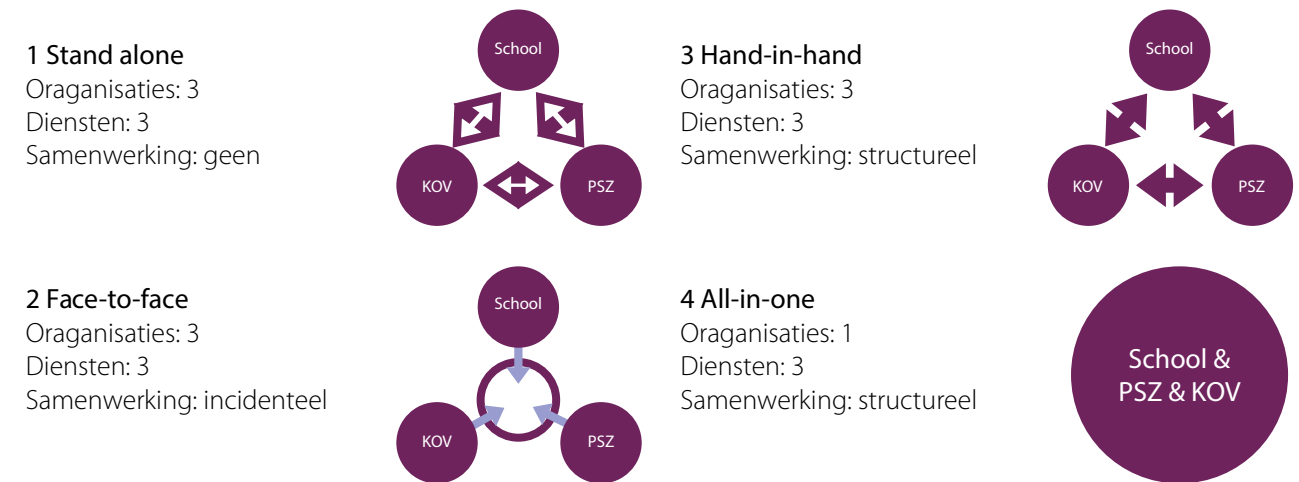 1 Stand alone
Oraganisaties: 3
Diensten: 3
Samenwerking: geen
School
KOV
PSZ
2 Face-to-face
Oraganisaties: 3
Diensten: 3
Samenwerking: incidenteel
School
KOV
PSZ
3 Hand-in-hand
Oraganisaties: 3
Diensten: 3
Samenwerking: structureel
School
KOV
PSZ
4 All-in-one
Oraganisaties: 1
Diensten: 3
Samenwerking: structureel
School &
PSZ & KOV